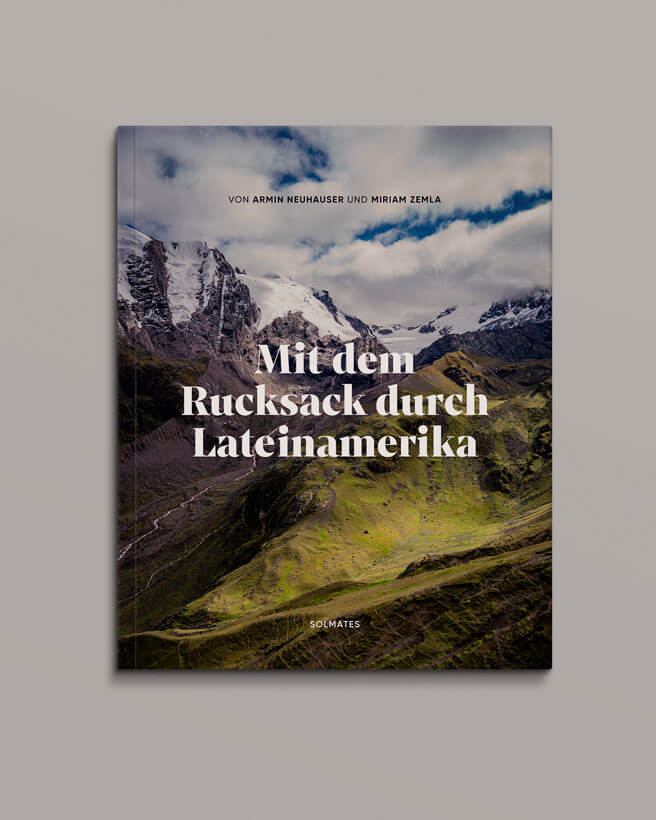 VON ARMIN NEUHAUSER UND MIRIAM ZEMLA
Mit dem
Rucksack durch
Lateinamerika
SOLMATES